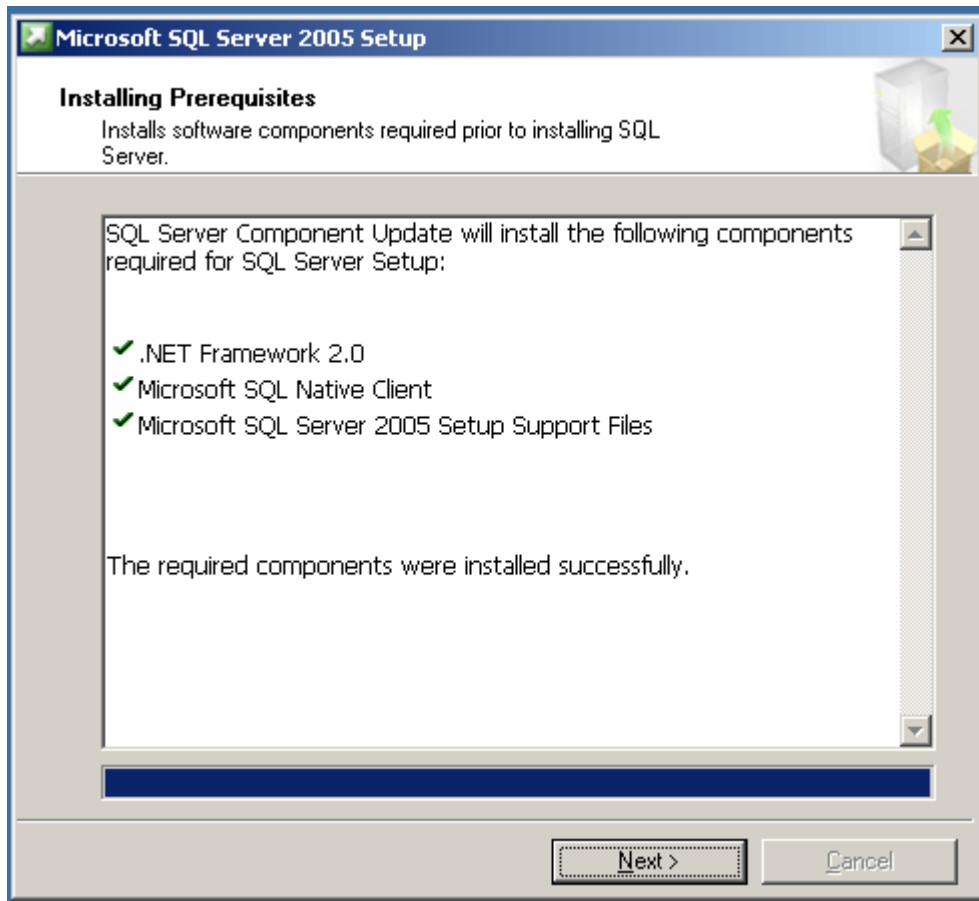 Microsoft SQL Server 2005 Setup
Installing Prerequisites
Installs software components required prior to installing SQL
Server.
SQL Server Component Update will install the following components
required for SQL Server Setup:
.NET Framework 2.0
Microsoft SQL Native Client
Microsoft SQL Server 2005 Setup Support Files
The required components were installed successfully.
Next >
Cancel